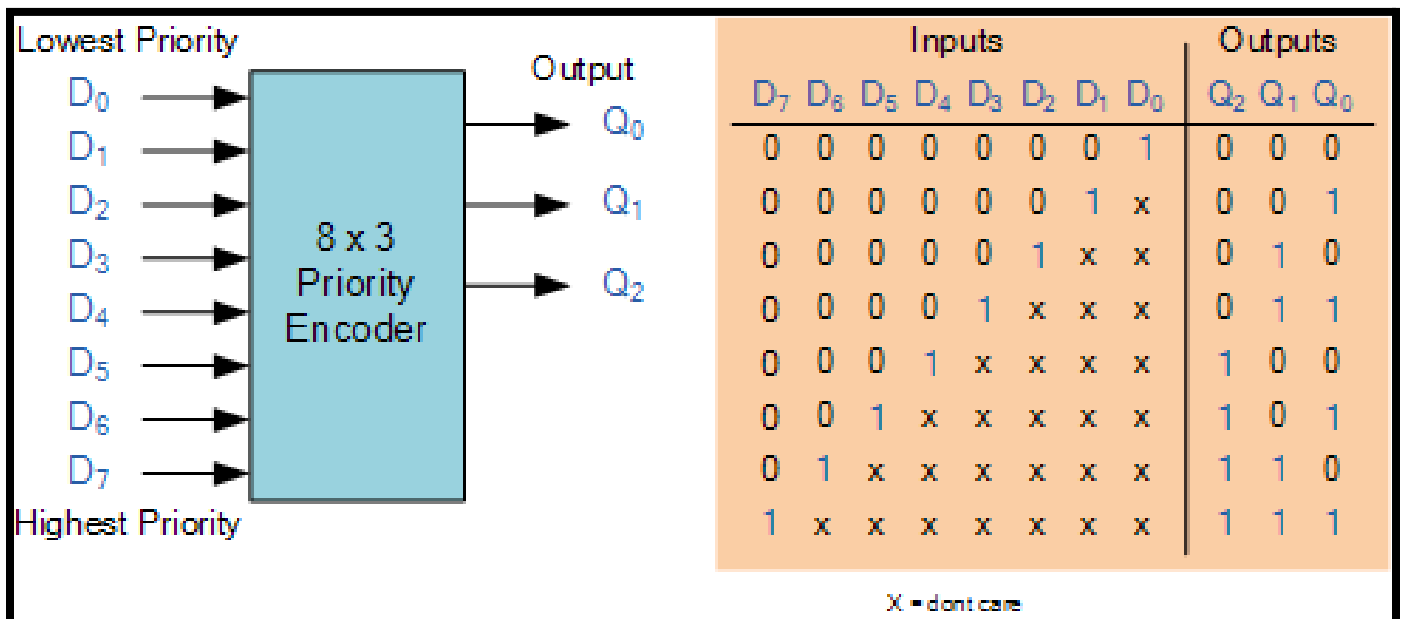 Lowest Priority
D0
D1
D2
D3
D4
D5
D6
D7
Highest Priority
8 x 3
Priority
Encoder
Output
Q0
Q1
Q2
Inputs Outputs
D7 D6 D5 D4 D3 D2 D1 D0 Q2 Q1 Q0
0 0 0 0 0 0 0 1 0 0 0
0 0 0 0 0 0 1 x 0 0 1
0 0 0 0 0 1 x x 0 1 0
0 0 0 0 1 x x x 0 1 1
0 0 0 1 x x x x 1 0 0
0 0 1 x x x x x 1 0 1
0 1 x x x x x x 1 1 0
1 x x x x x x x 1 1 1
X = dont care